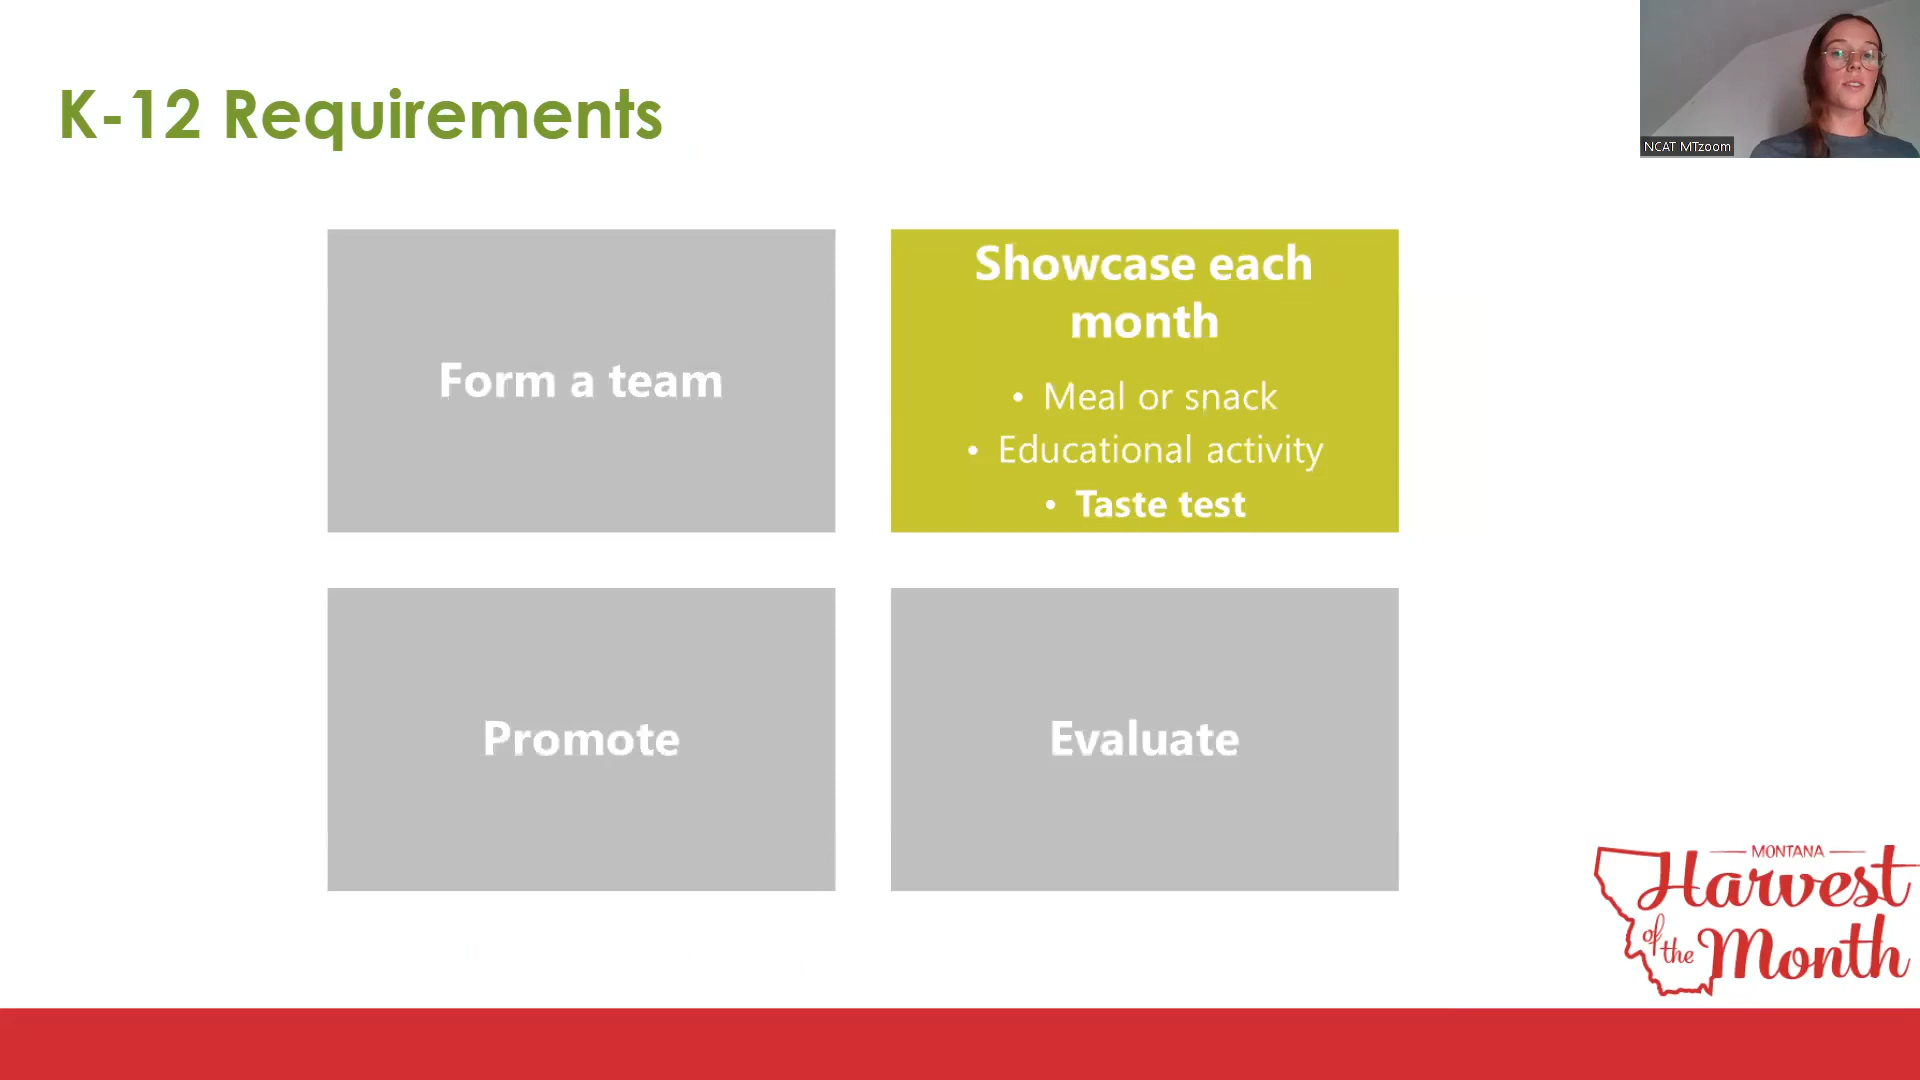 K-12 Requirements
NCAT MTzoom
Form a team
Showcase each
month
• Meal or snack
• Educational activity
• Taste test
Promote
Evaluate
MONTANA
Harvest
of the Month